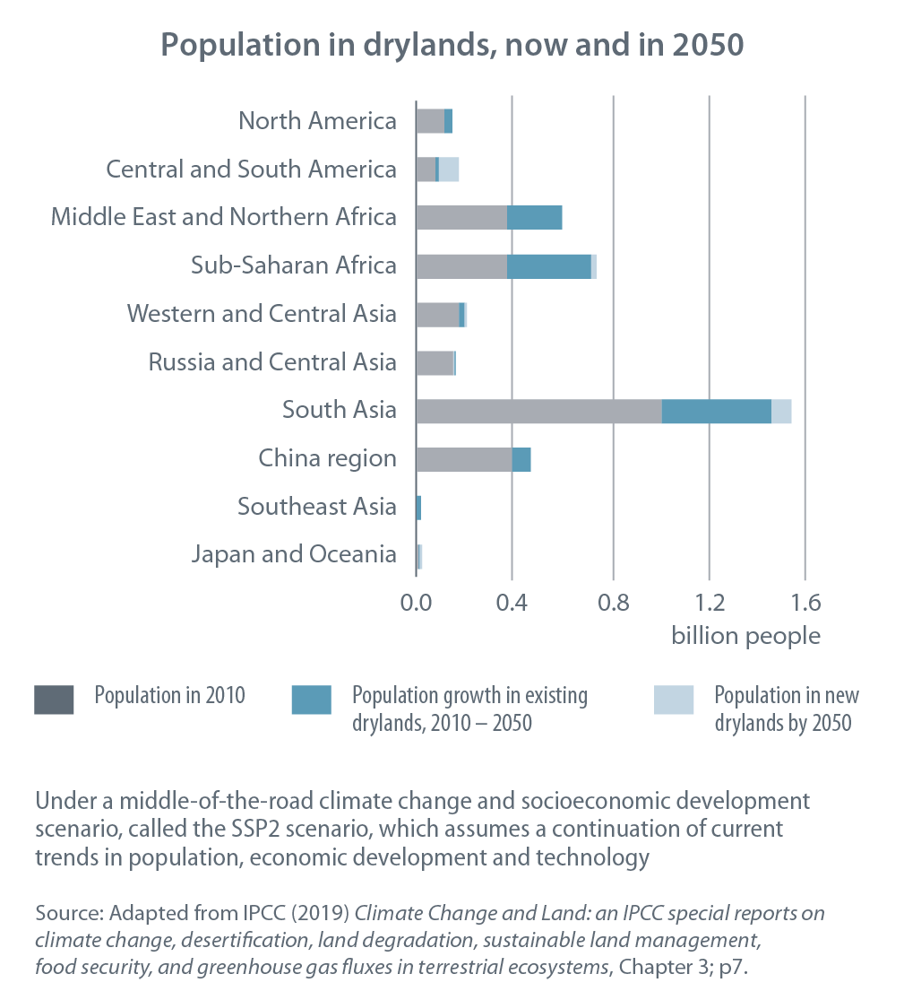 Population in drylands, now and in 2050
North America
Central and South America
Middle East and Northern Africa
Sub-Saharan Africa
Western and Central Asia
Russia and Central Asia
South Asia
China region
Southeast Asia
Japan and Oceania
0.0 0.4 0.8 1.2 1.6
billion people
Population in 2010
Population growth in existing
drylands, 2010 – 2050
Population in new
drylands by 2050
Under a middle-of-the-road climate change and socioeconomic development
scenario, called the SSP2 scenario, which assumes a continuation of current
trends in population, economic development and technology
Source: Adapted from IPCC (2019) Climate Change and Land: an IPCC special reports on
climate change, desertification, land degradation, sustainable land management,
food security, and greenhouse gas fluxes in terrestrial ecosystems, Chapter 3; p7.